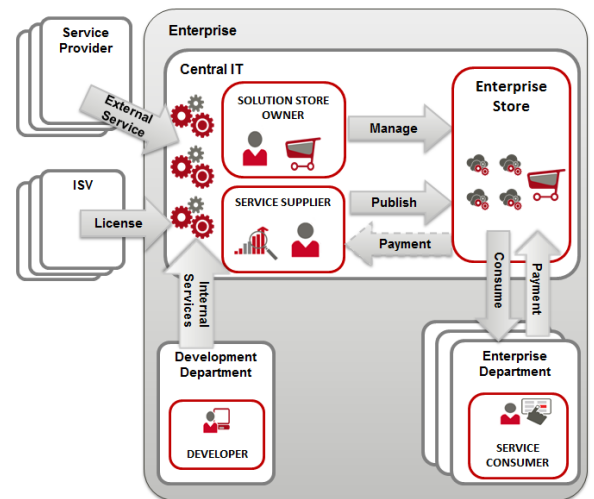 Service
Provider
Enterprise
Central IT
External
Service
SOLUTION STORE
OWNER
Manage
Enterprise
Store
ISV
License
SERVICE SUPPLIER
Publish
Payment
Internal
Services
Consume
Payment
Development
Department
DEVELOPER
Enterprise
Department
SERVICE
CONSUMER